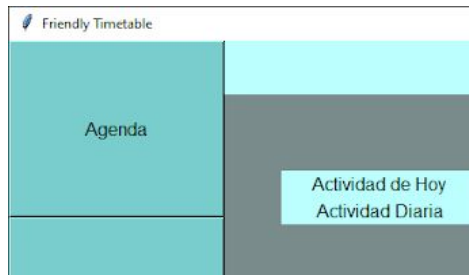 Friendly Timetable
Agenda
Actividad de Hoy
Actividad Diaria